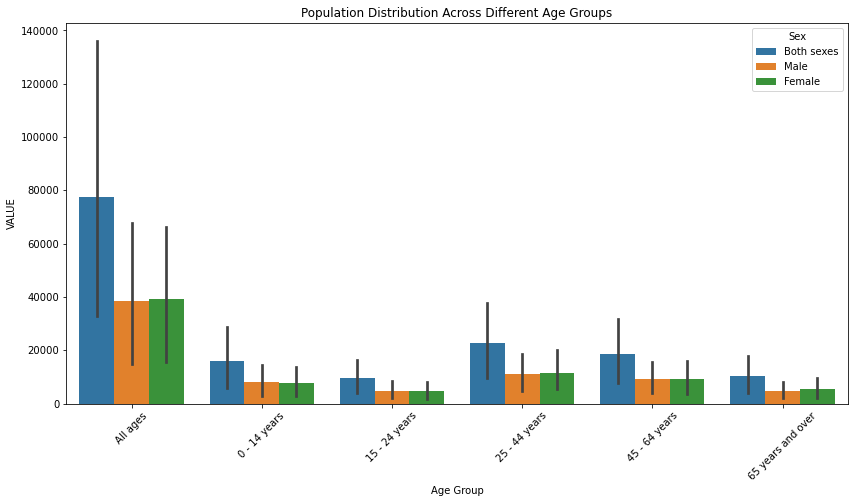 Population Distribution Across Different Age Groups
Sex
Both sexes
Male
Female
140000
120000
100000
80000
60000
40000
20000
0
VALUE
All ages
0 - 14 years
15 - 24 years
25 - 44 years
45 - 64 years
65 years and over
Age Group